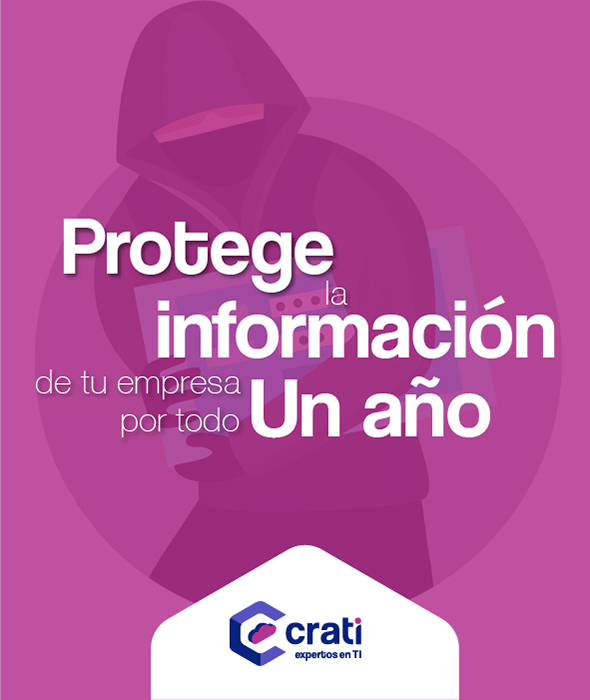 Protege
la
información
de tu empresa
por todo Un año
crati
expertos en TI